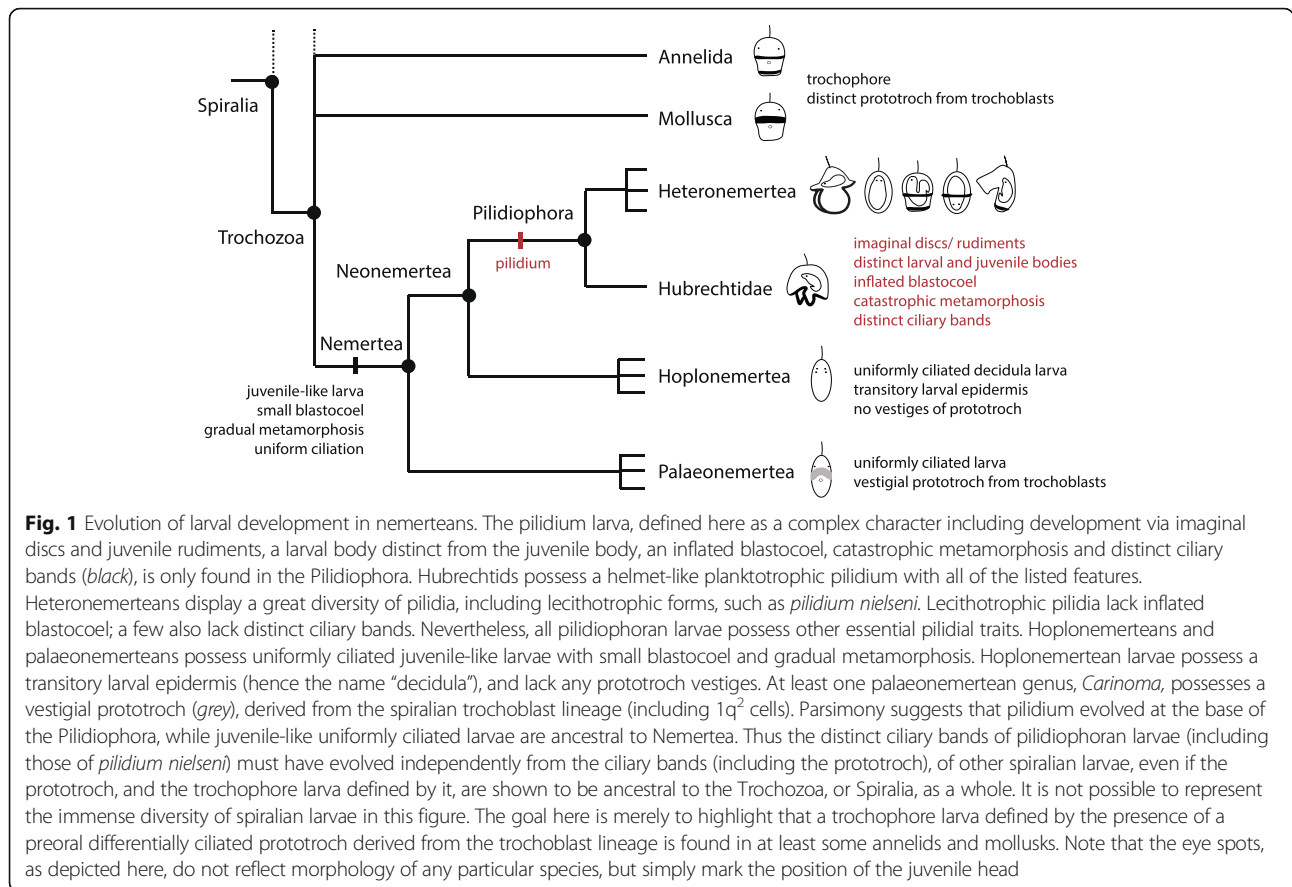 Annelida
trochophore
distinct prototroch from trochoblasts
Spiralia
Mollusca
Heteronemertea
Pilidiophora
Trochozoa
pilidium
imaginal discs/ rudiments
distinct larval and juvenile bodies
inflated blastocoel
catastrophic metamorphosis
distinct ciliary bands
Neonemertea
Hubrechtidae
Nemertea
juvenile-like larva
small blastocoel
gradual metamorphosis
uniform ciliation
Hoplonemertea
uniformly ciliated decidula larva
transitory larval epidermis
no vestiges of prototroch
Palaeonemertea
uniformly ciliated larva
vestigial prototroch from trochoblasts
Fig. 1 Evolution of larval development in nemerteans. The pilidium larva, defined here as a complex character including development via imaginal
discs and juvenile rudiments, a larval body distinct from the juvenile body, an inflated blastocoel, catastrophic metamorphosis and distinct ciliary
bands (black), is only found in the Pilidiophora. Hubrechtids possess a helmet-like planktotrophic pilidium with all of the listed features.
Heteronemerteans display a great diversity of pilidia, including lecithotrophic forms, such as pilidium nielseni. Lecithotrophic pilidia lack inflated
blastocoel; a few also lack distinct ciliary bands. Nevertheless, all pilidiophoran larvae possess other essential pilidial traits. Hoplonemerteans and
palaeonemerteans possess uniformly ciliated juvenile-like larvae with small blastocoel and gradual metamorphosis. Hoplonemertean larvae possess a
transitory larval epidermis (hence the name “decidula”), and lack any prototroch vestiges. At least one palaeonemertean genus, Carinoma, possesses a
vestigial prototroch (grey), derived from the spiralian trochoblast lineage (including 1q² cells). Parsimony suggests that pilidium evolved at the base of
the Pilidiophora, while juvenile-like uniformly ciliated larvae are ancestral to Nemertea. Thus the distinct ciliary bands of pilidiophoran larvae (including
those of pilidium nielseni) must have evolved independently from the ciliary bands (including the prototroch), of other spiralian larvae, even if the
prototroch, and the trochophore larva defined by it, are shown to be ancestral to the Trochozoa, or Spiralia, as a whole. It is not possible to represent
the immense diversity of spiralian larvae in this figure. The goal here is merely to highlight that a trochophore larva defined by the presence of a
preoral differentially ciliated prototroch derived from the trochoblast lineage is found in at least some annelids and mollusks. Note that the eye spots,
as depicted here, do not reflect morphology of any particular species, but simply mark the position of the juvenile head